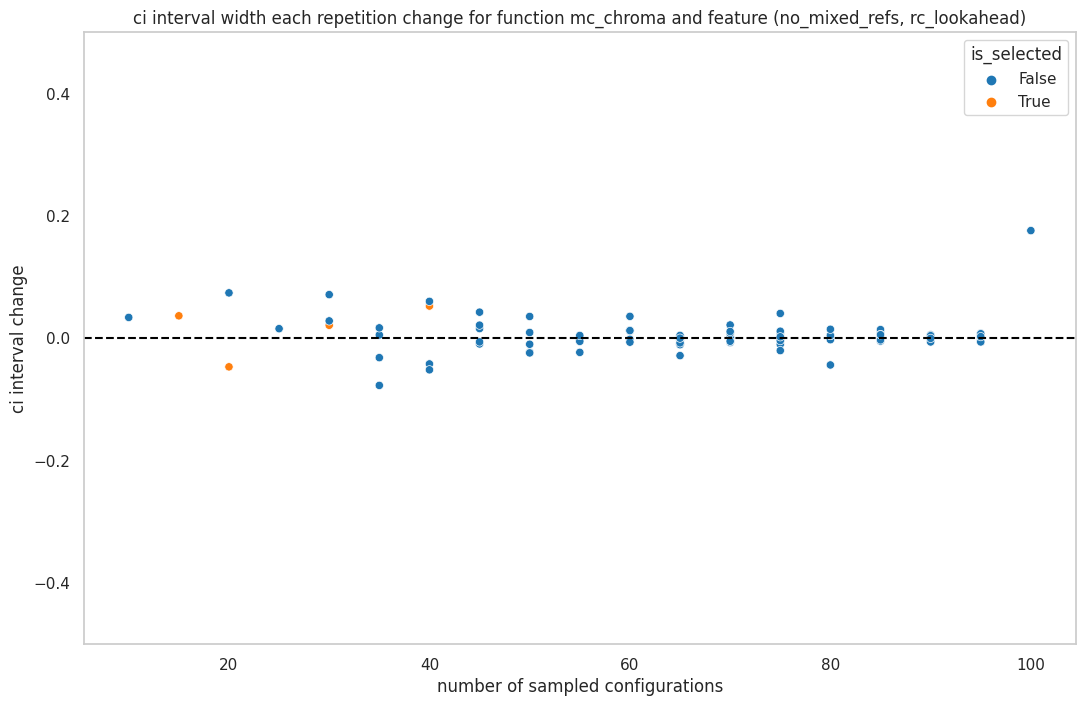 ci interval width each repetition change for function mc_chroma and feature (no_mixed_refs, rc_lookahead)
is_selected
False
True
ci interval change
0.4
0.2
0.0
−0.2
−0.4
20
40
60
80
100
number of sampled configurations